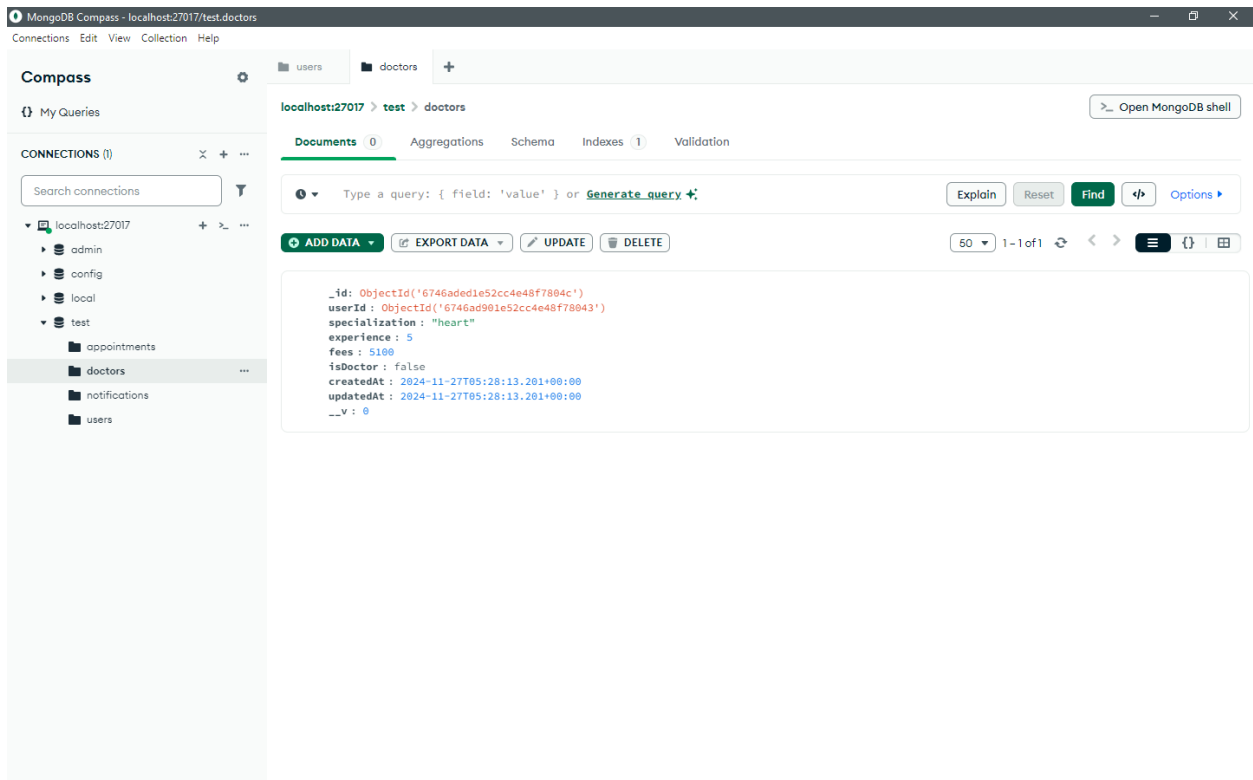 MongoDB Compass - localhost:27017/test.doctors
Connections Edit View Collection Help
Compass
{} My Queries
CONNECTIONS (1)
Search connections
localhost:27017
admin
config
local
test
appointments
doctors
notifications
users
users doctors
localhost:27017 > test > doctors
>_ Open MongoDB shell
Documents 0 Aggregations Schema Indexes 1 Validation
Type a query: { field: 'value' } or Generate query
Explain Reset Find </> Options
ADD DATA EXPORT DATA UPDATE DELETE
50 1-1 of 1 {}
_id: ObjectId('6746aded1e52cc4e48f7804c')
userId : ObjectId('6746ad901e52cc4e48f78043')
specialization : "heart"
experience : 5
fees : 5100
isDoctor : false
createdAt : 2024-11-27T05:28:13.201+00:00
updatedAt : 2024-11-27T05:28:13.201+00:00
__v : 0